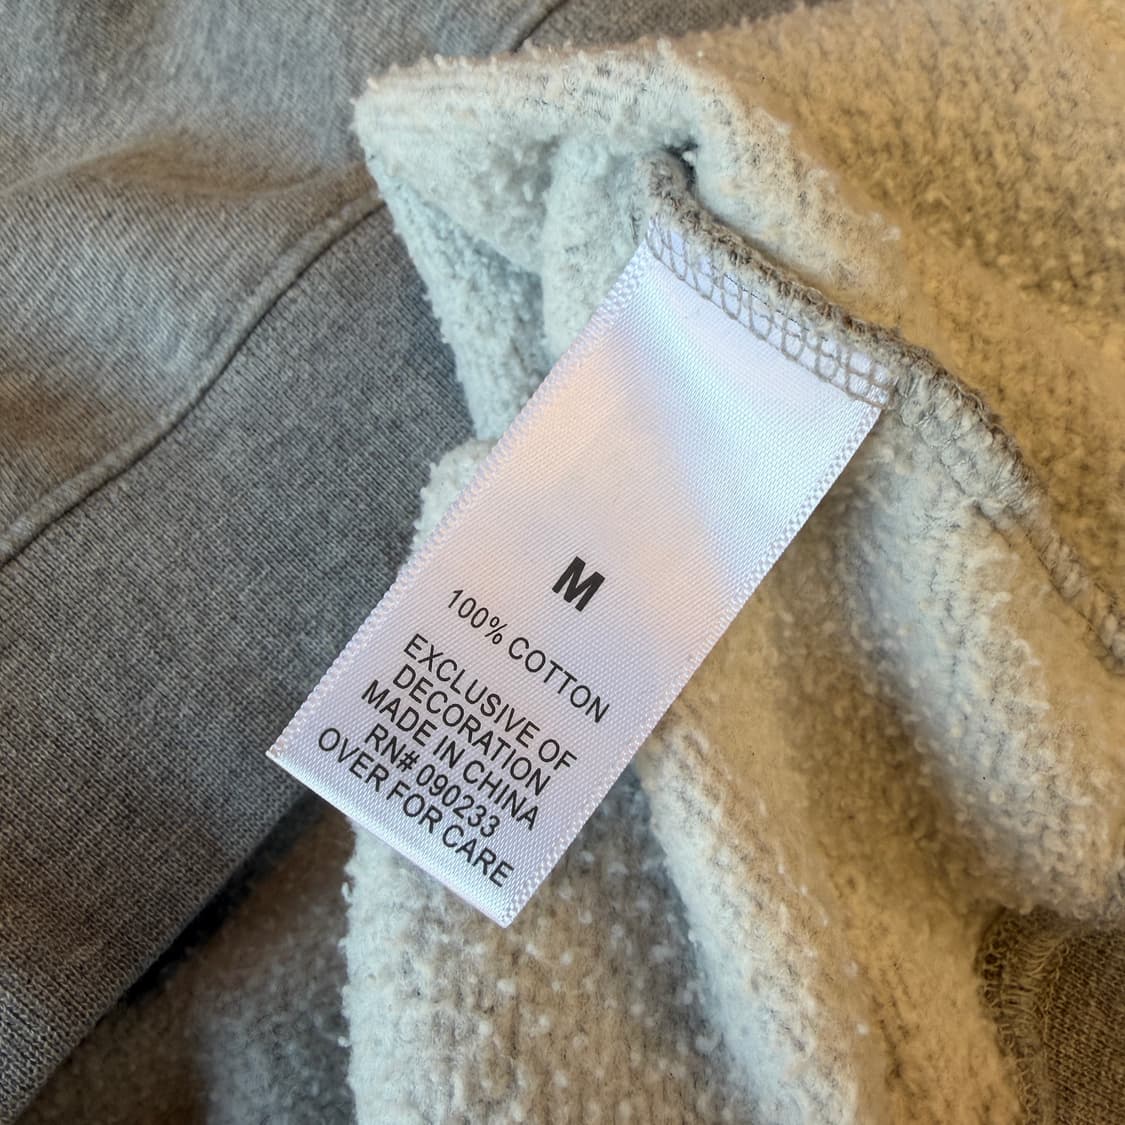 M
100% COTTON
EXCLUSIVE OF
DECORATION
MADE IN CHINA
RN# 090233
OVER FOR CARE